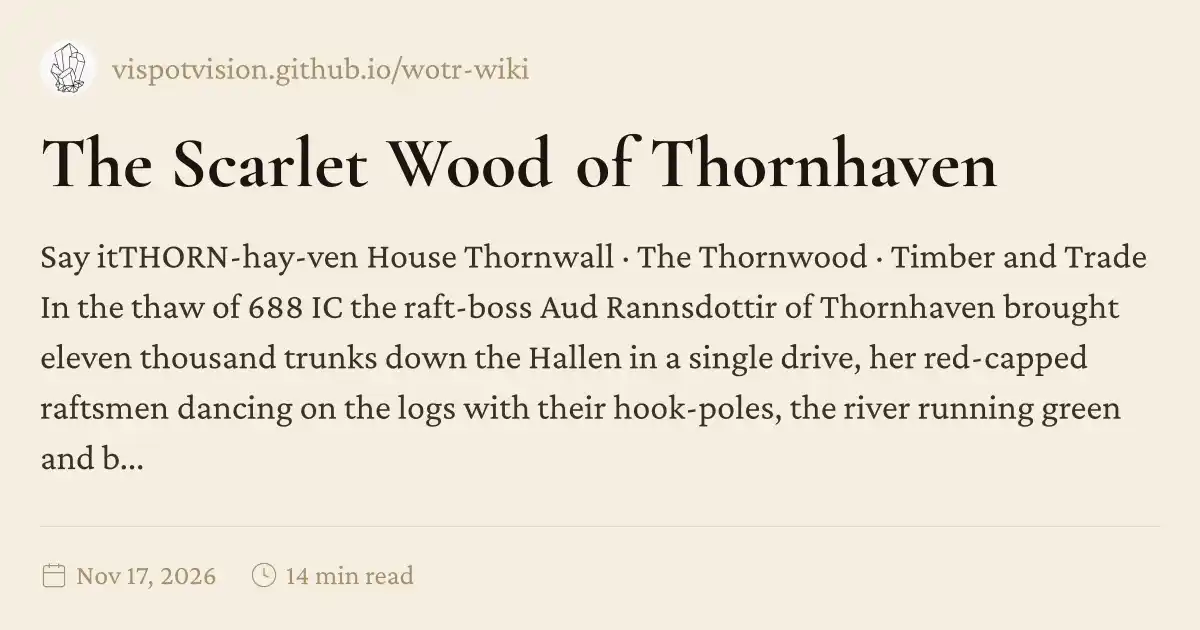 vispotvision.github.io/wotr-wiki
The Scarlet Wood of Thornhaven
Say itTHORN-hay-ven House Thornwall · The Thornwood · Timber and Trade
In the thaw of 688 IC the raft-boss Aud Rannsdottir of Thornhaven brought
eleven thousand trunks down the Hallen in a single drive, her red-capped
raftsmen dancing on the logs with their hook-poles, the river running green
and b...
Nov 17, 2026
14 min read